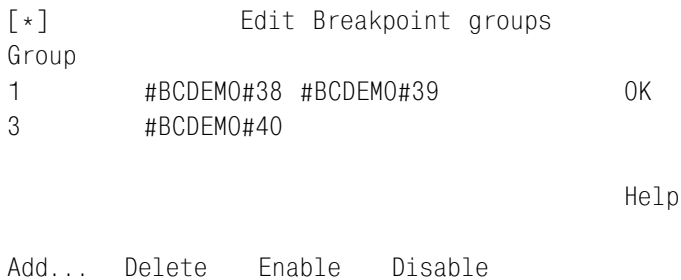 [*] Edit Breakpoint groups
Group
1 #BCDEMO#38 #BCDEMO#39 OK
3 #BCDEMO#40
Help
Add... Delete Enable Disable